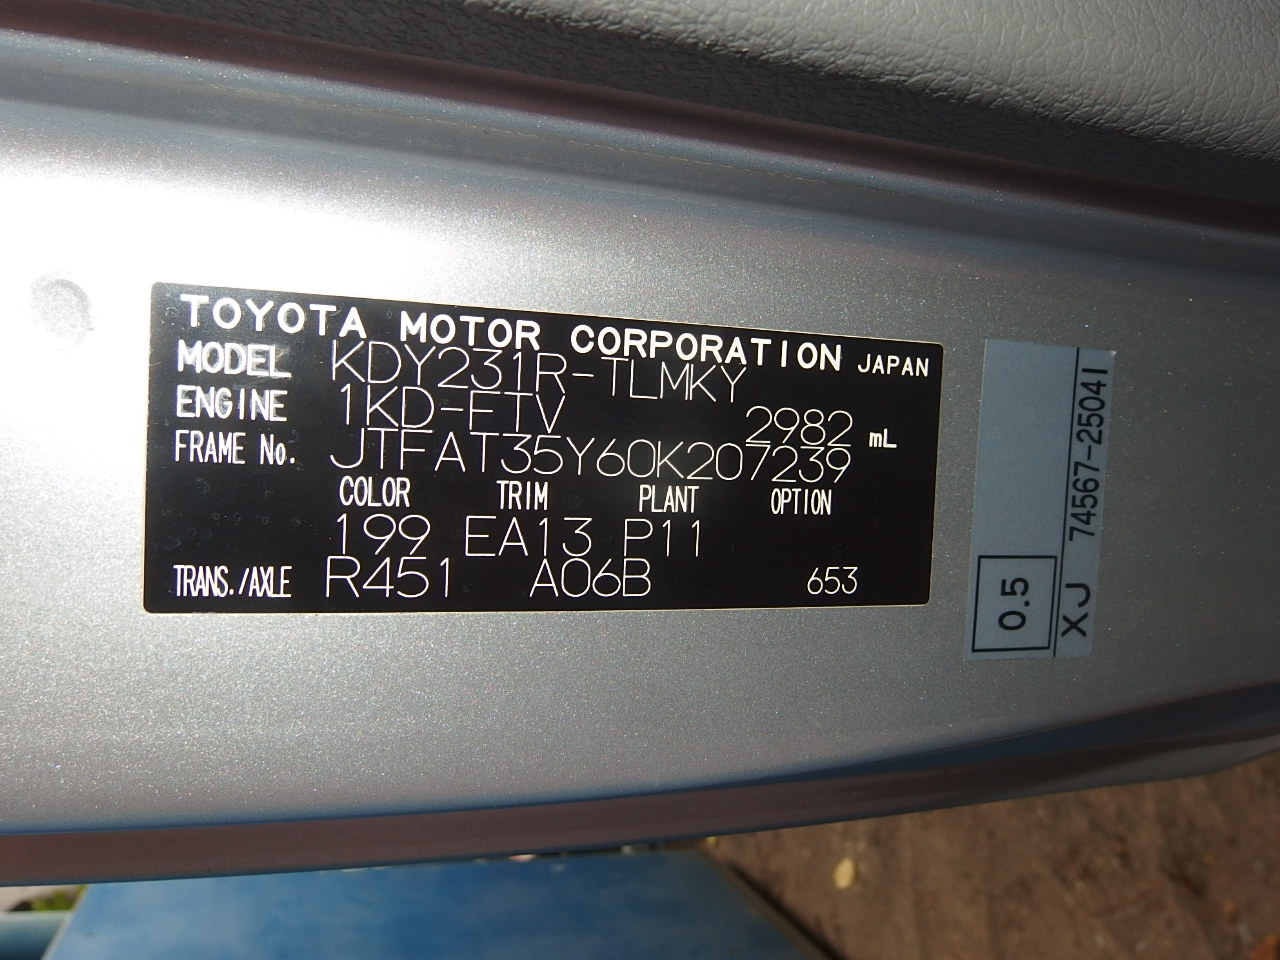 TOYOTA MOTOR CORPORATION JAPAN
MODEL KDY231R-TLMKY
ENGINE 1KD-FTV 2982 mL
FRAME No. JTFAT35Y60K207239
COLOR TRIM PLANT OPTION
199 EA13 P11
TRANS./AXLE R451 A06B 653
0.5
XJ 74567-25041